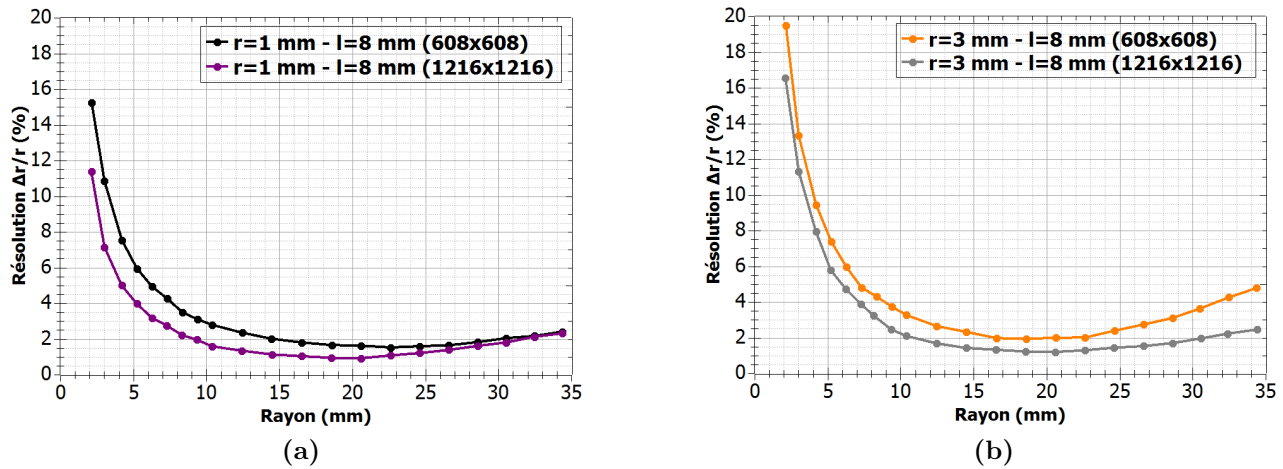 20
18
16
14
12
10
8
6
4
2
0
Résolution Δr/r (%)
r=1 mm - l=8 mm (608x608)
r=1 mm - l=8 mm (1216x1216)
0 5 10 15 20 25 30 35
Rayon (mm)
(a)
20
18
16
14
12
10
8
6
4
2
0
Résolution Δr/r (%)
r=3 mm - l=8 mm (608x608)
r=3 mm - l=8 mm (1216x1216)
0 5 10 15 20 25 30 35
Rayon (mm)
(b)